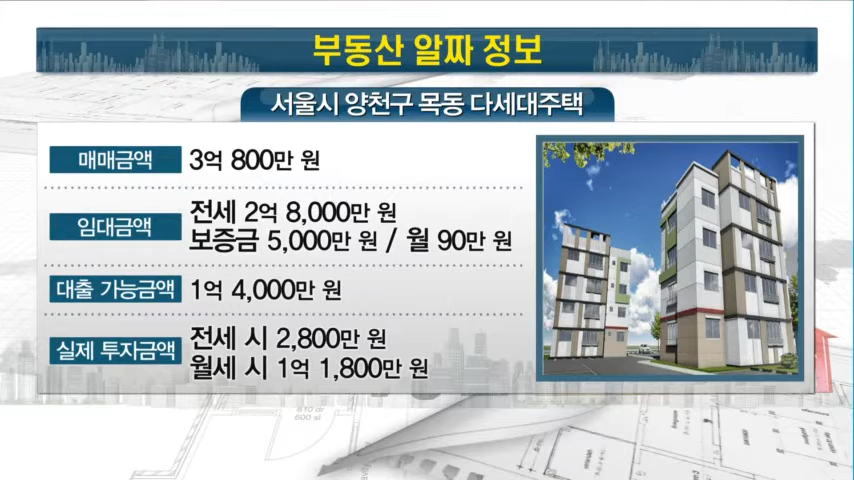 부동산 알짜 정보
서울시 양천구 목동 다세대주택
매매금액 3억 800만 원
임대금액 전세 2억 8,000만 원
보증금 5,000만 원 / 월 90만 원
대출 가능금액 1억 4,000만 원
실제 투자금액 전세 시 2,800만 원
월세 시 1억 1,800만 원